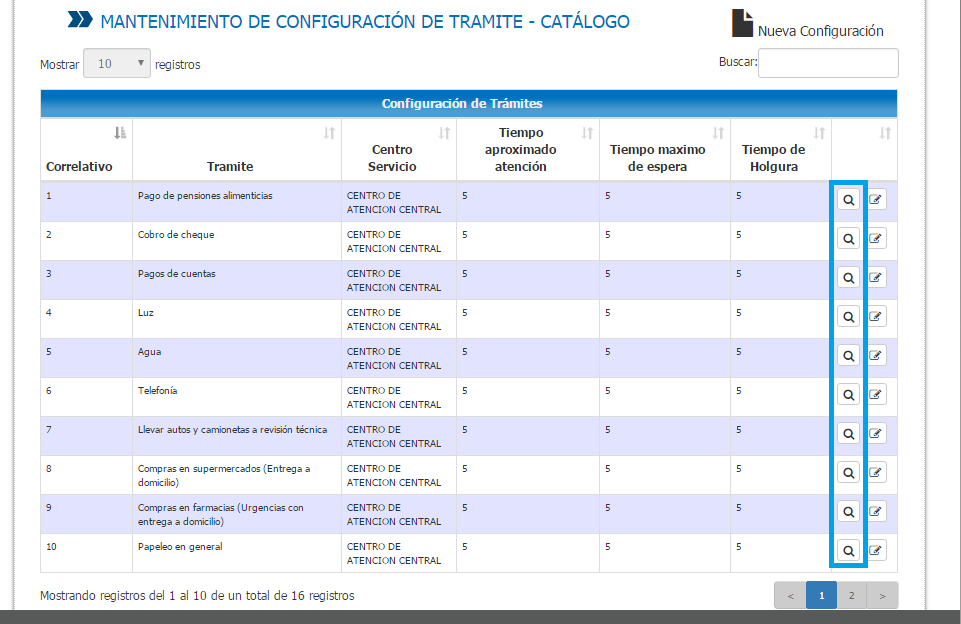 MANTENIMIENTO DE CONFIGURACIÓN DE TRAMITE - CATÁLOGO
Nueva Configuración
Mostrar 10 registros
Buscar:
Configuración de Trámites
Correlativo
Tramite
Centro
Servicio
Tiempo
aproximado
atención
Tiempo maximo
de espera
Tiempo de
Holgura
1 Pago de pensiones alimenticias CENTRO DE 5 5 5
ATENCION CENTRAL
2 Cobro de cheque CENTRO DE 5 5 5
ATENCION CENTRAL
3 Pagos de cuentas CENTRO DE 5 5 5
ATENCION CENTRAL
4 Luz CENTRO DE 5 5 5
ATENCION CENTRAL
5 Agua CENTRO DE 5 5 5
ATENCION CENTRAL
6 Telefonía CENTRO DE 5 5 5
ATENCION CENTRAL
7 Llevar autos y camionetas a revisión técnica CENTRO DE 5 5 5
ATENCION CENTRAL
8 Compras en supermercados (Entrega a CENTRO DE 5 5 5
domicilio) ATENCION CENTRAL
9 Compras en farmacias (Urgencias con CENTRO DE 5 5 5
entrega a domicilio) ATENCION CENTRAL
10 Papeleo en general CENTRO DE 5 5 5
ATENCION CENTRAL
Mostrando registros del 1 al 10 de un total de 16 registros
< 1 2 >